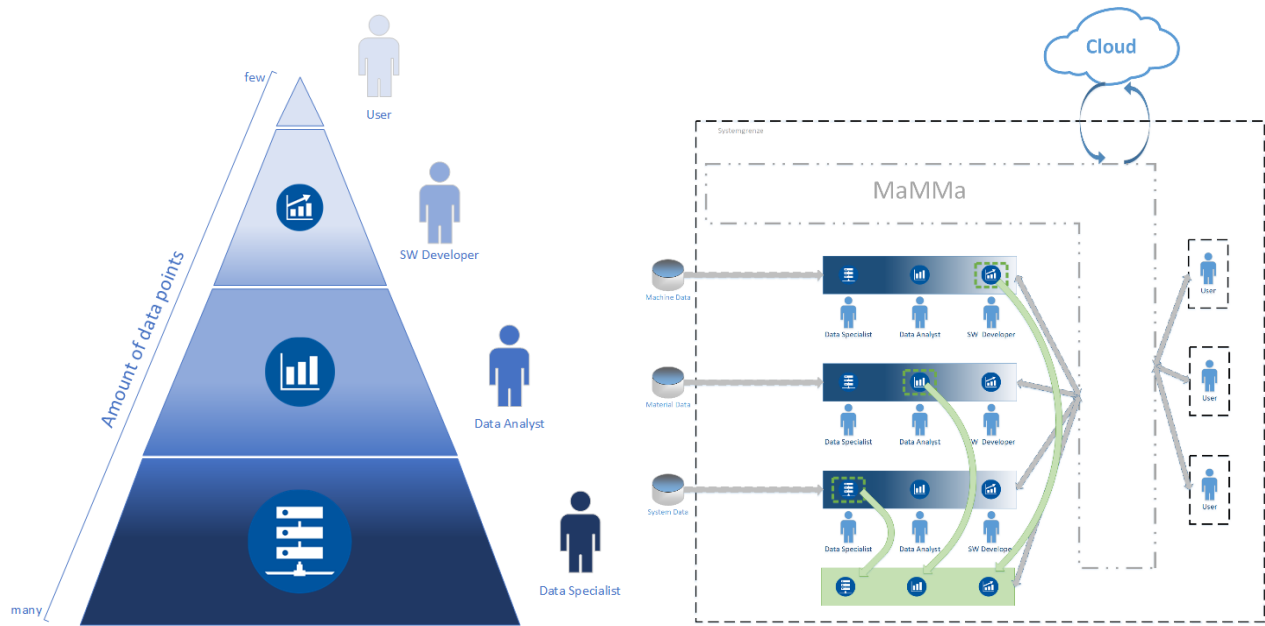 few
User
SW Developer
Amount of data points
Data Analyst
many
Data Specialist
Cloud
Systemgrenze
MaMMa
Machine Data
Data Specialist
Data Analyst
SW Developer
User
Material Data
Data Specialist
Data Analyst
SW Developer
User
System Data
Data Specialist
Data Analyst
SW Developer
User